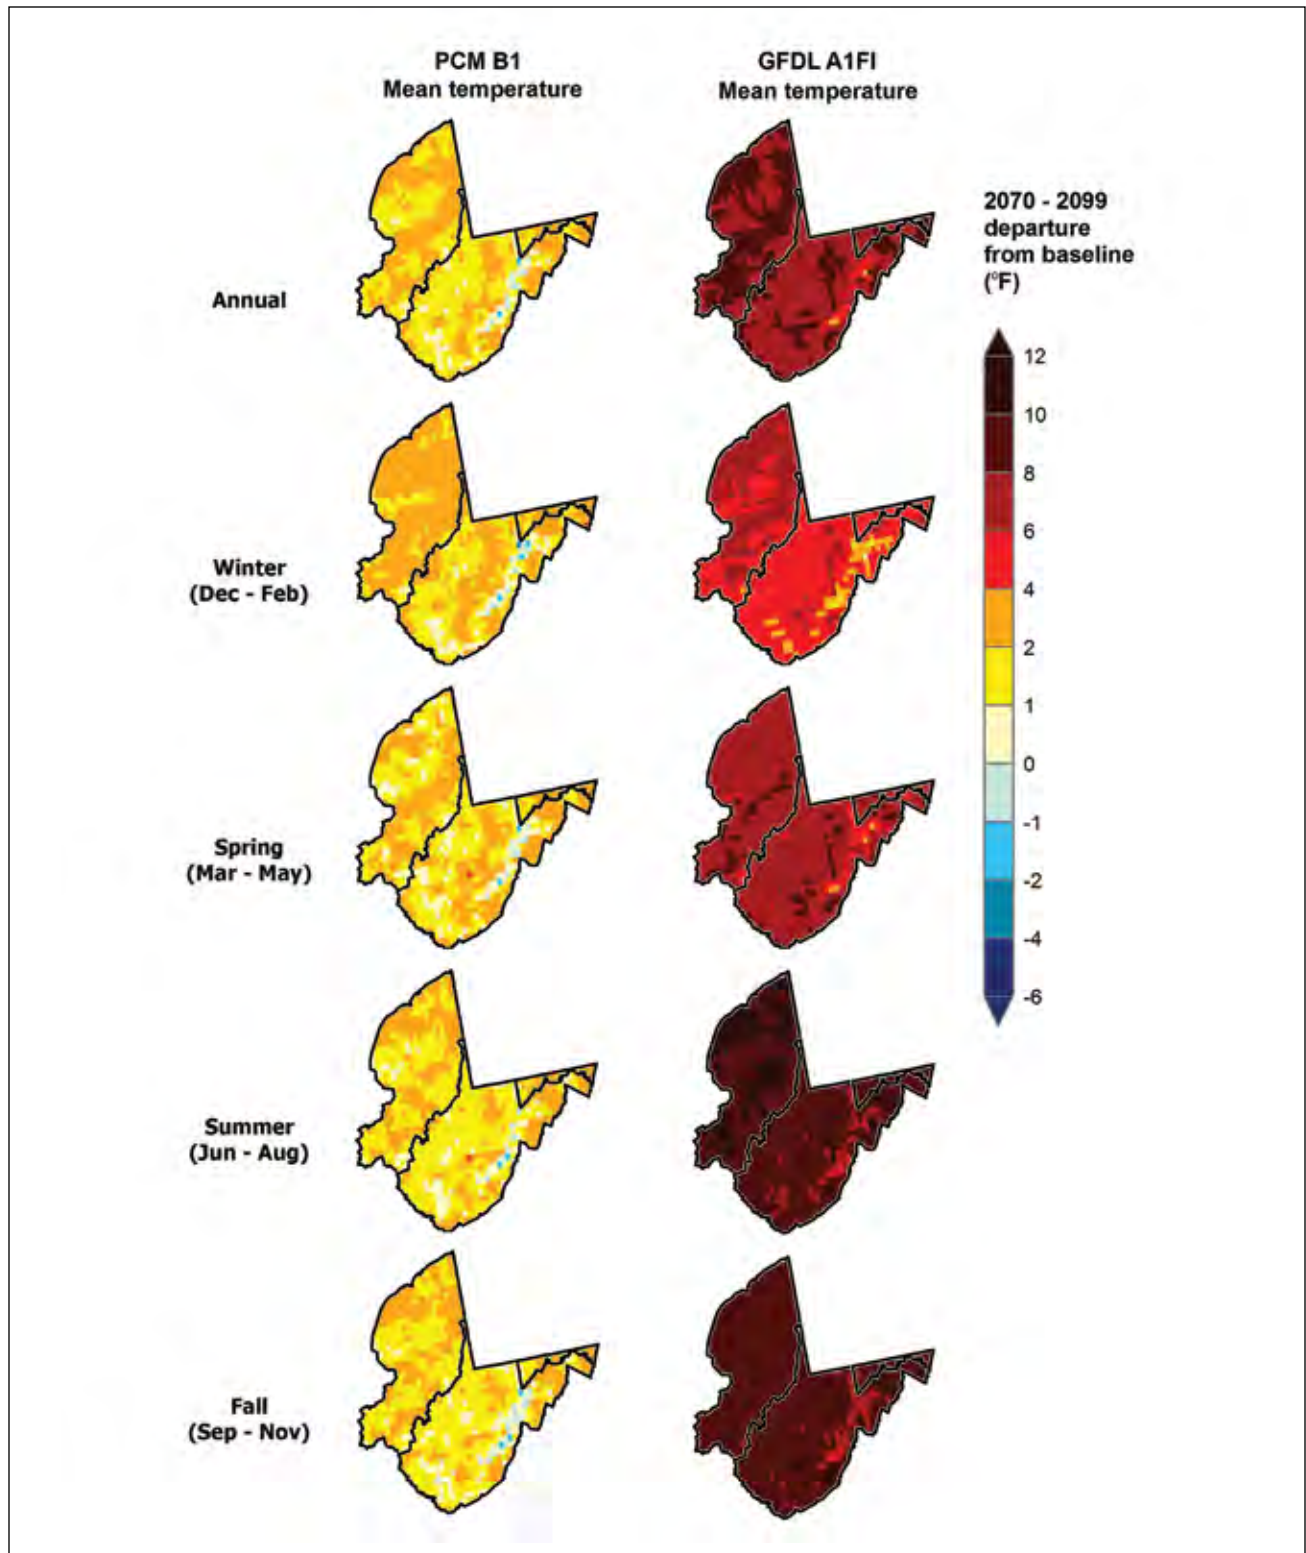 PCM B1
Mean temperature
GFDL A1FI
Mean temperature
2070 - 2099
departure
from baseline
(°F)
Annual
12
10
8
6
4
2
1
0
-1
-2
-4
-6
Winter
(Dec - Feb)
Spring
(Mar - May)
Summer
(Jun - Aug)
Fall
(Sep - Nov)